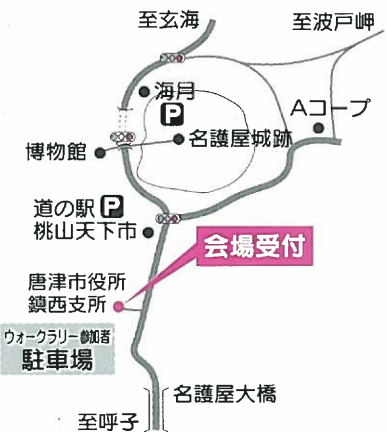 至玄海
至波戸岬
海月
P
Aコープ
名護屋城跡
博物館
道の駅 P
桃山天下市
会場受付
唐津市役所
鎮西支所
ウォークラリー参加者
駐車場
名護屋大橋
至呼子